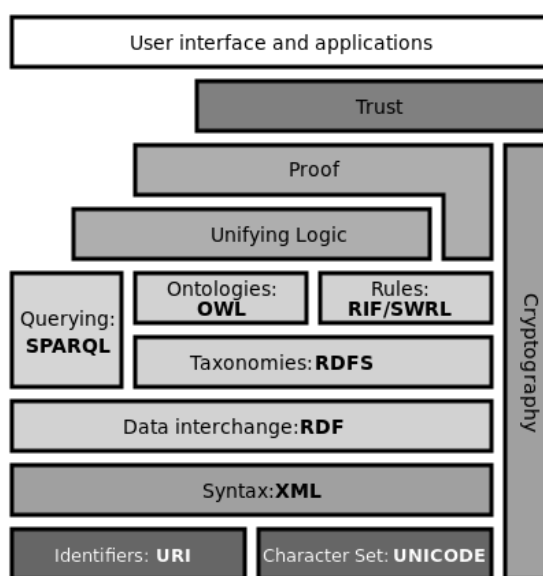 User interface and applications
Trust
Proof
Unifying Logic
Ontologies:
OWL
Rules:
RIF/SWRL
Querying:
SPARQL
Taxonomies:RDFS
Cryptography
Data interchange:RDF
Syntax:XML
Identifiers: URI
Character Set: UNICODE